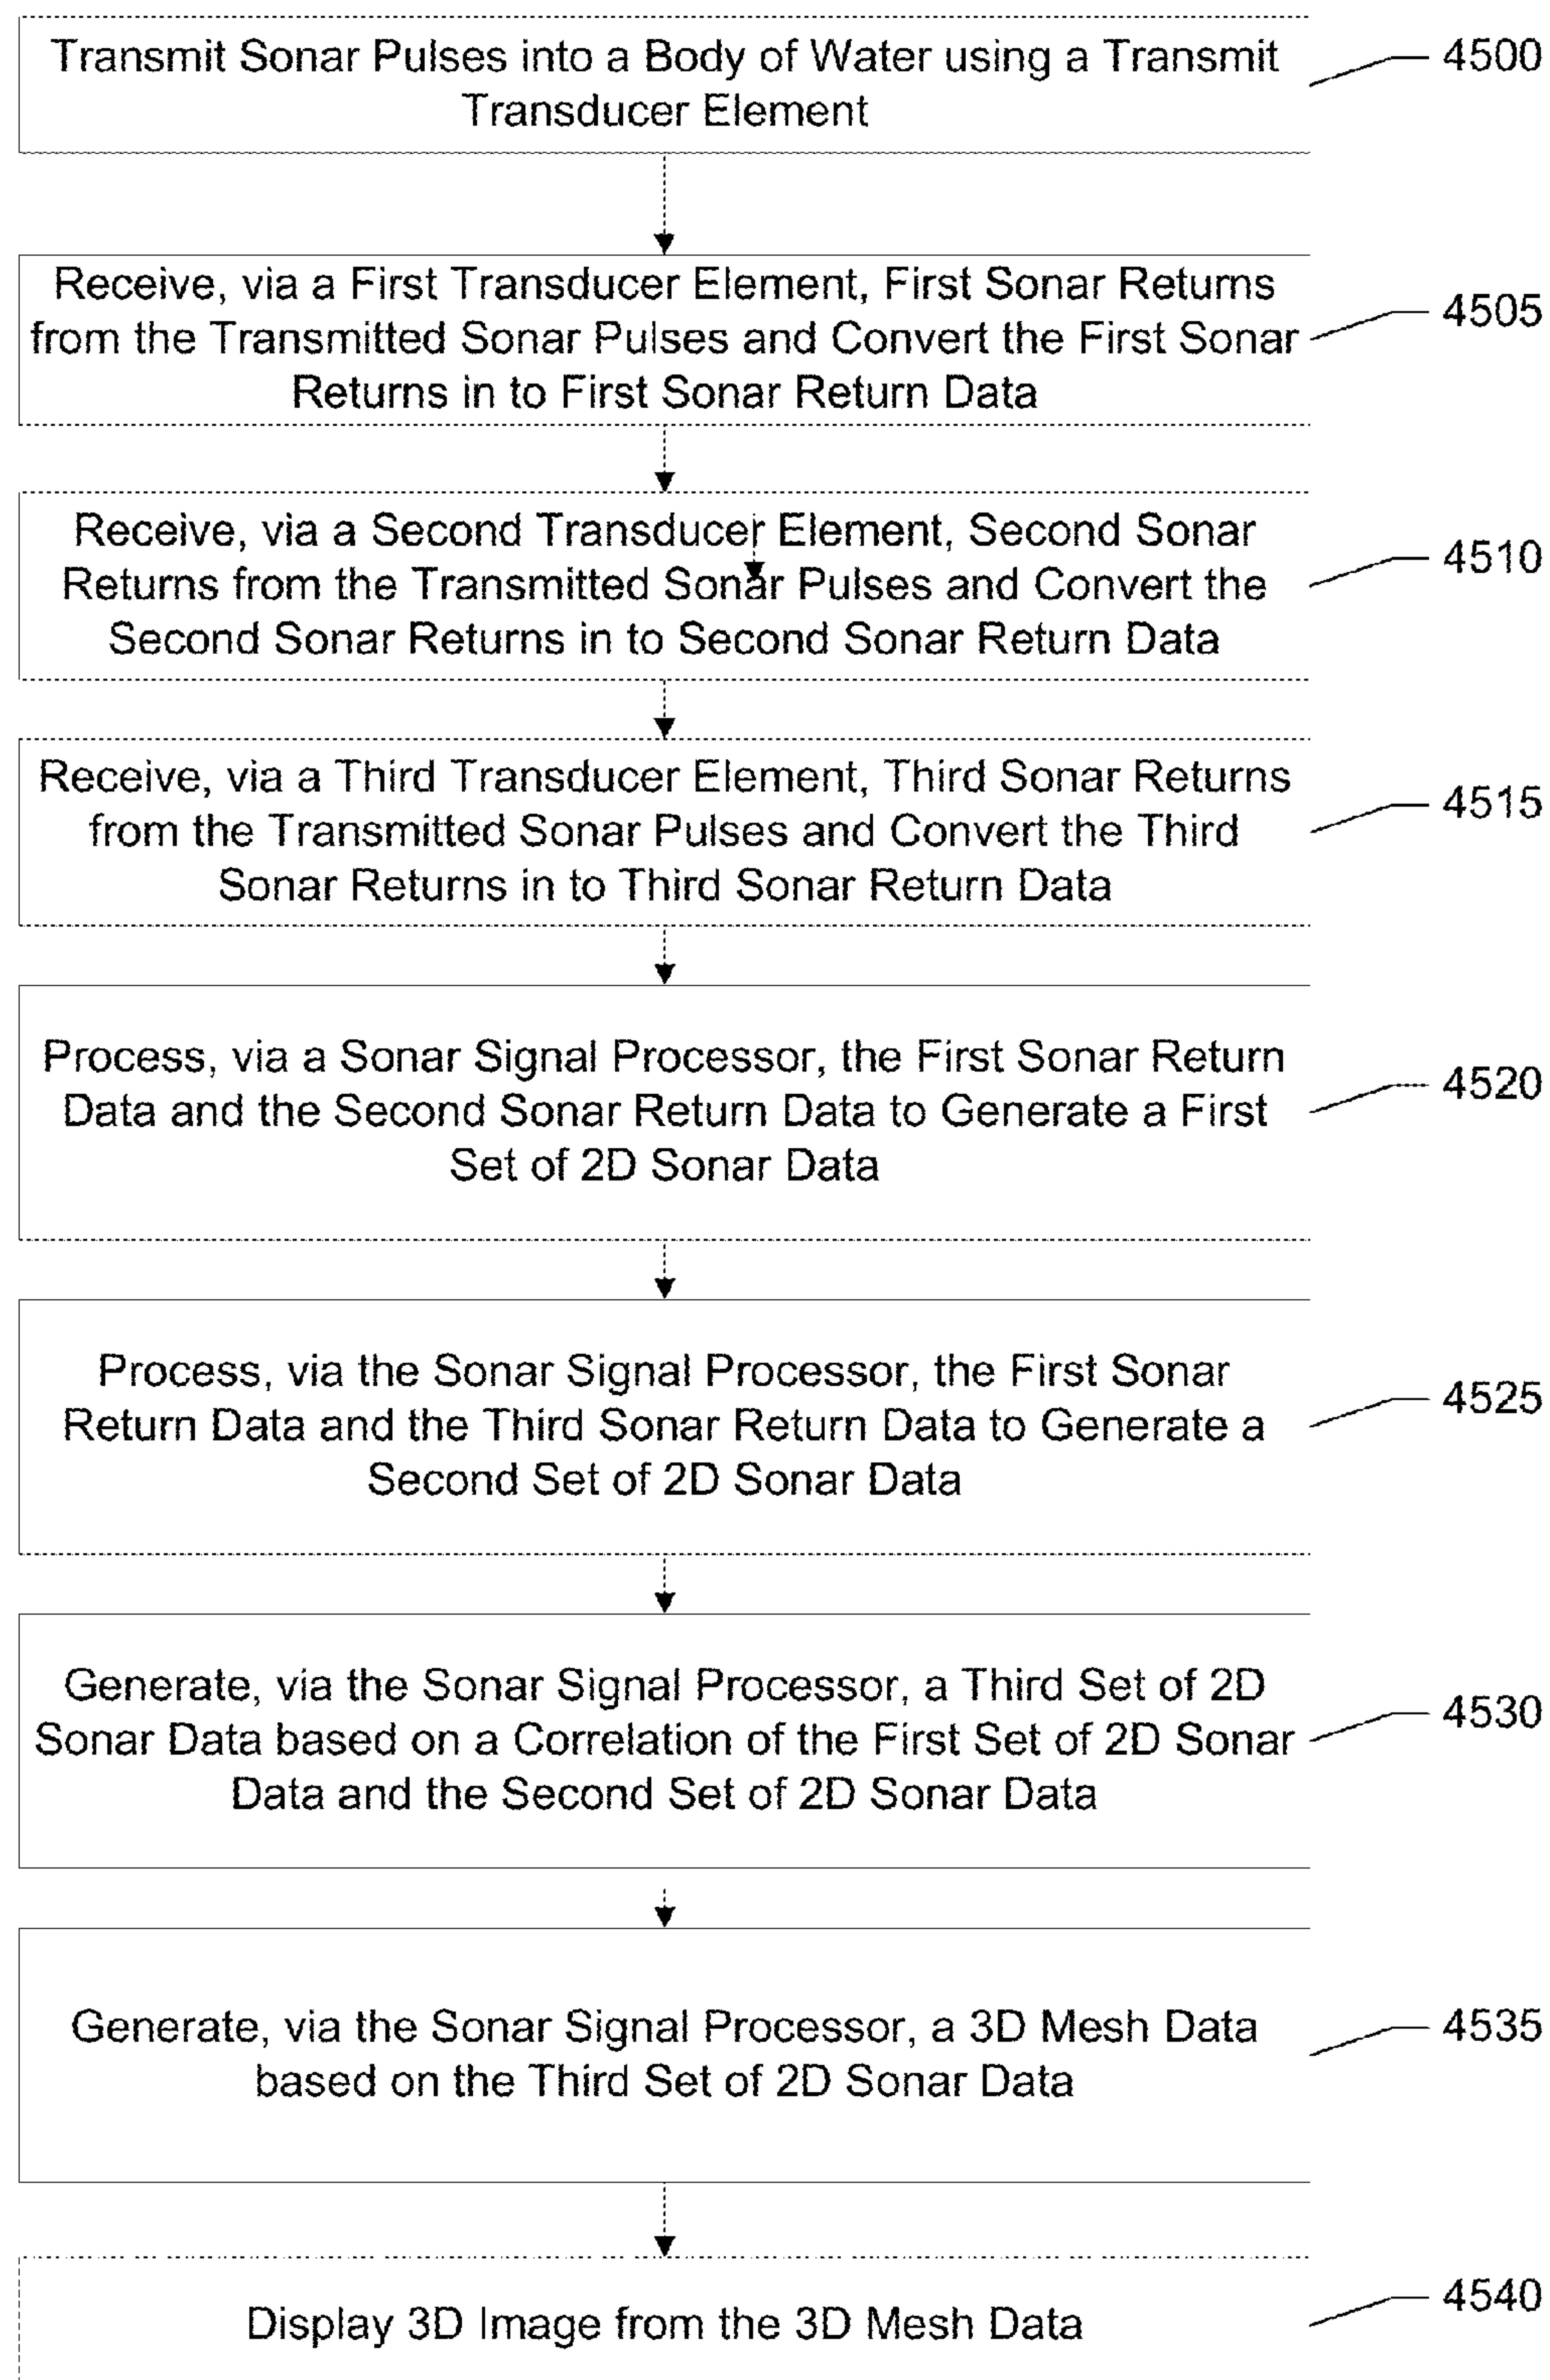 Transmit Sonar Pulses into a Body of Water using a Transmit
Transducer Element
4500
Receive, via a First Transducer Element, First Sonar Returns
from the Transmitted Sonar Pulses and Convert the First Sonar
Returns in to First Sonar Return Data
4505
Receive, via a Second Transducer Element, Second Sonar
Returns from the Transmitted Sonar Pulses and Convert the
Second Sonar Returns in to Second Sonar Return Data
4510
Receive, via a Third Transducer Element, Third Sonar Returns
from the Transmitted Sonar Pulses and Convert the Third
Sonar Returns in to Third Sonar Return Data
4515
Process, via a Sonar Signal Processor, the First Sonar Return
Data and the Second Sonar Return Data to Generate a First
Set of 2D Sonar Data
4520
Process, via the Sonar Signal Processor, the First Sonar
Return Data and the Third Sonar Return Data to Generate a
Second Set of 2D Sonar Data
4525
Generate, via the Sonar Signal Processor, a Third Set of 2D
Sonar Data based on a Correlation of the First Set of 2D Sonar
Data and the Second Set of 2D Sonar Data
4530
Generate, via the Sonar Signal Processor, a 3D Mesh Data
based on the Third Set of 2D Sonar Data
4535
Display 3D Image from the 3D Mesh Data
4540